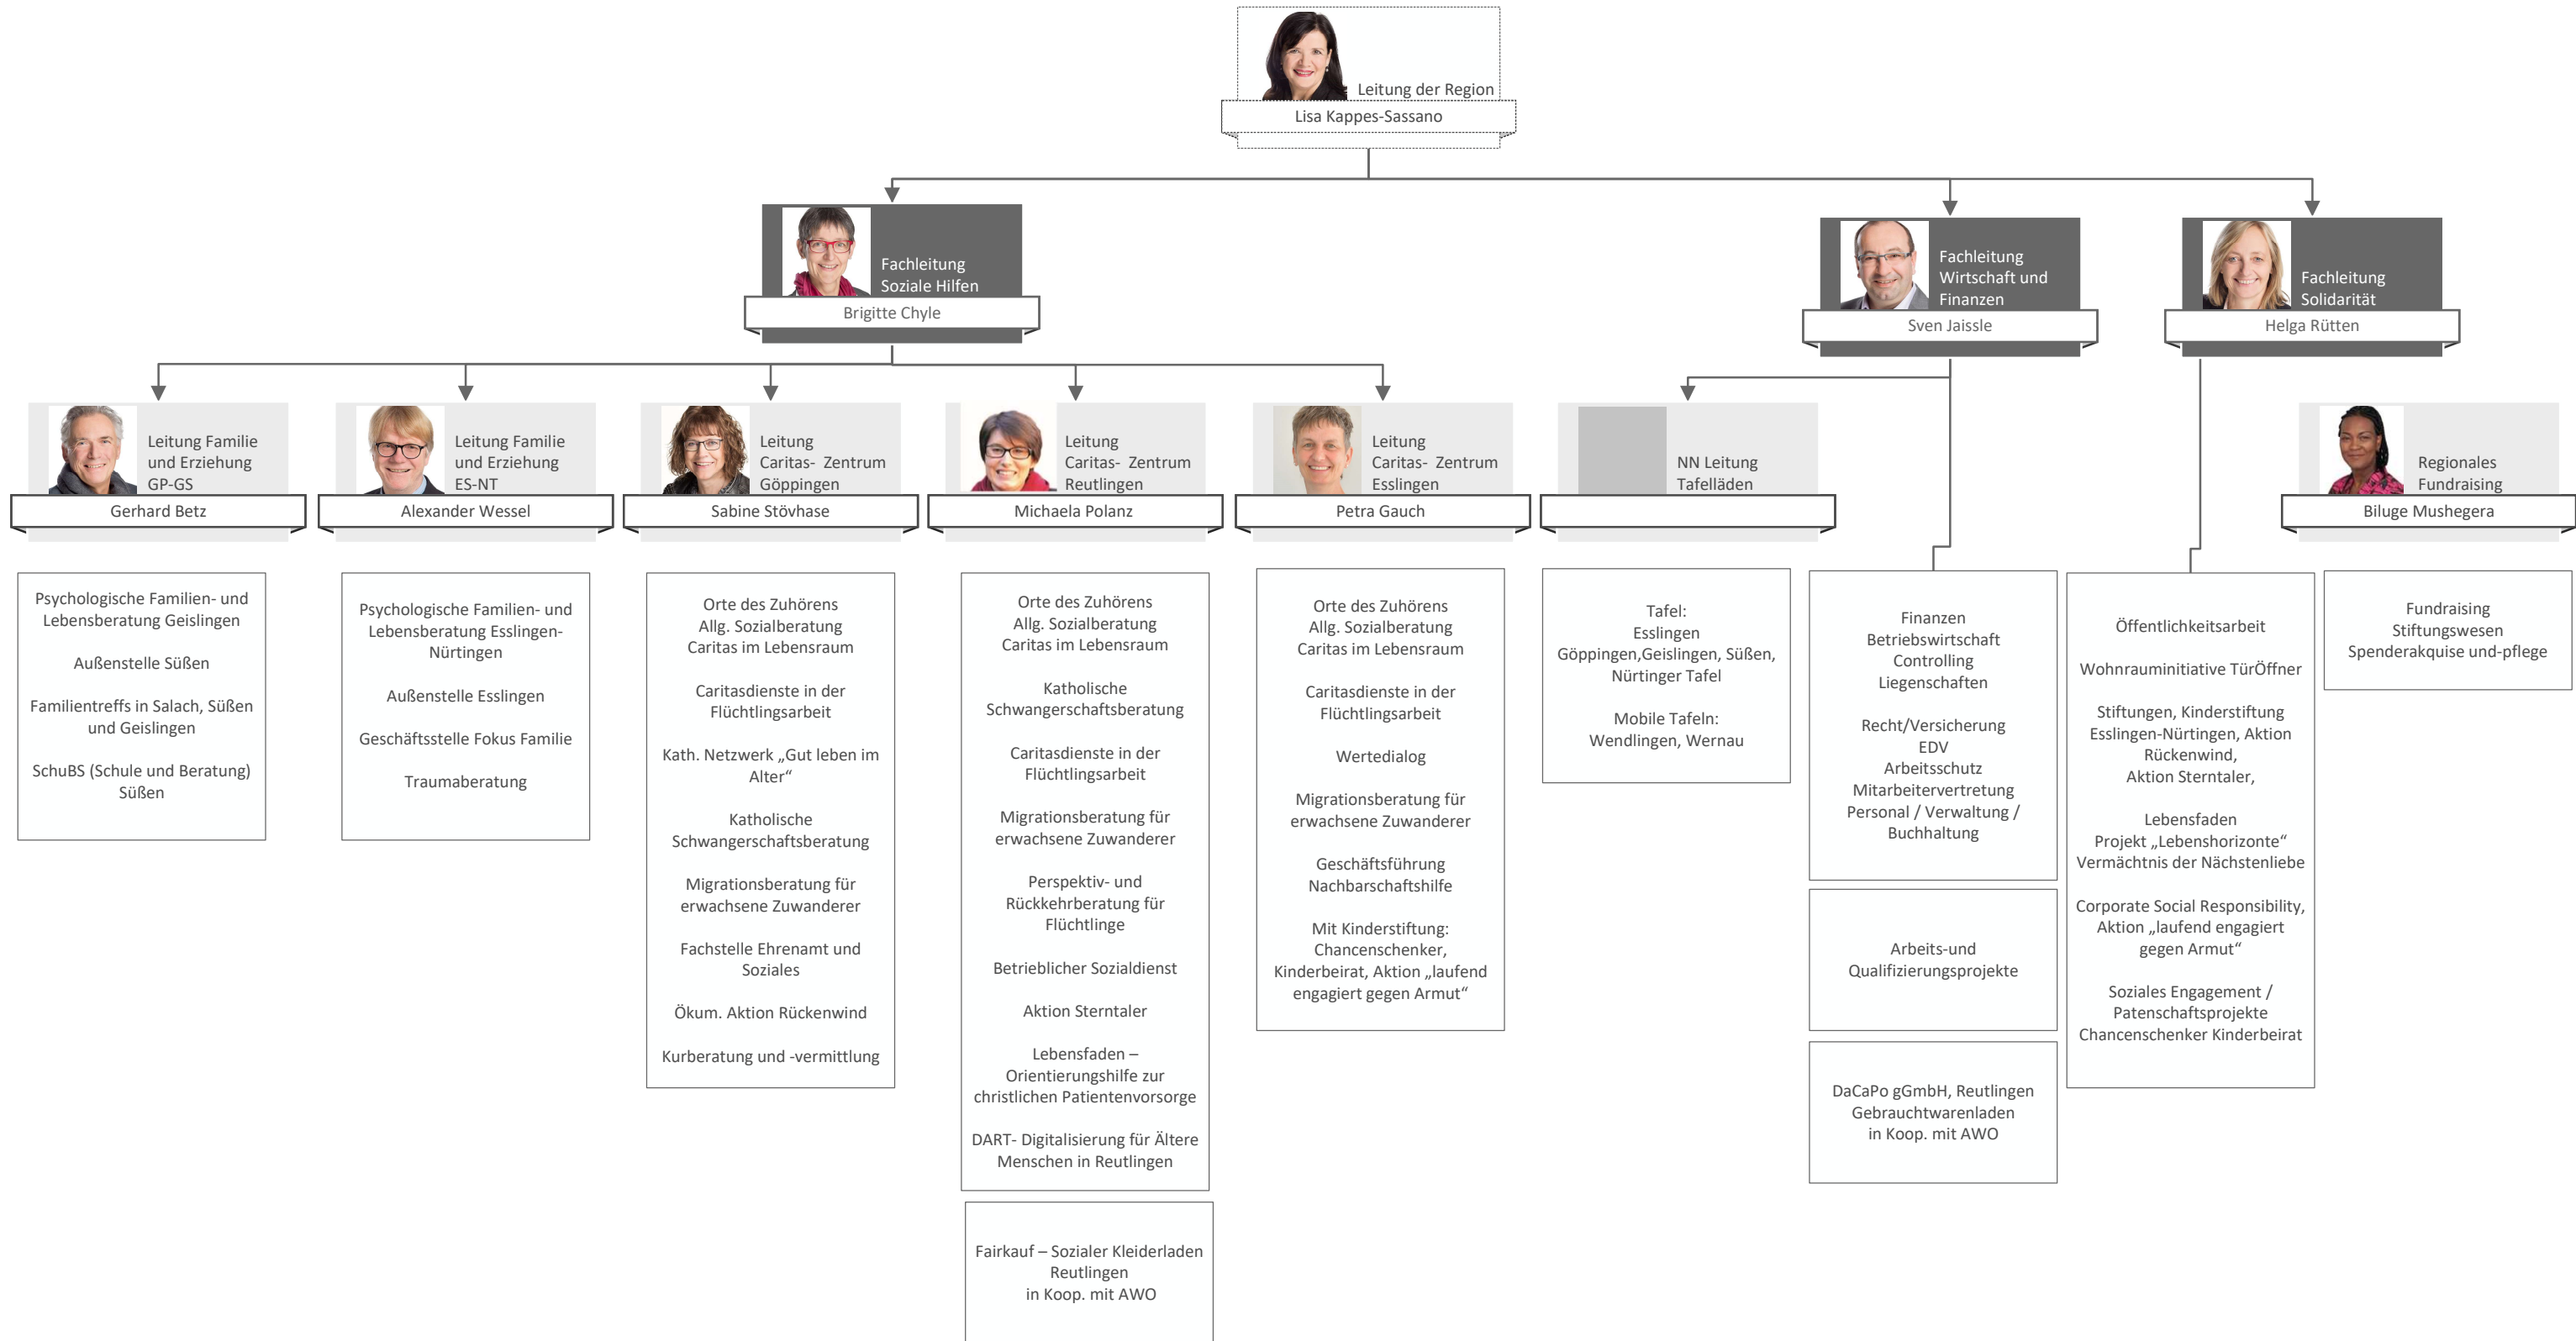 Leitung der Region
Lisa Kappes-Sassano
Fachleitung
Soziale Hilfen
Brigitte Chyle
Fachleitung
Wirtschaft und
Finanzen
Sven Jaissle
Fachleitung
Solidarität
Helga Rütten
Leitung Familie
und Erziehung
GP-GS
Gerhard Betz
Leitung Familie
und Erziehung
ES-NT
Alexander Wessel
Leitung
Caritas- Zentrum
Göppingen
Sabine Stövhase
Leitung
Caritas- Zentrum
Reutlingen
Michaela Polanz
Leitung
Caritas- Zentrum
Esslingen
Petra Gauch
NN Leitung
Tafelläden
Regionales
Fundraising
Biluge Mushegera
Psychologische Familien- und
Lebensberatung Geislingen
Außenstelle Süßen
Familientreffs in Salach, Süßen
und Geislingen
SchuBS (Schule und Beratung)
Süßen
Psychologische Familien- und
Lebensberatung Esslingen-
Nürtingen
Außenstelle Esslingen
Geschäftsstelle Fokus Familie
Traumaberatung
Orte des Zuhörens
Allg. Sozialberatung
Caritas im Lebensraum
Caritasdienste in der
Flüchtlingsarbeit
Kath. Netzwerk „Gut leben im
Alter“
Katholische
Schwangerschaftsberatung
Migrationsberatung für
erwachsene Zuwanderer
Fachstelle Ehrenamt und
Soziales
Ökum. Aktion Rückenwind
Kurberatung und -vermittlung
Orte des Zuhörens
Allg. Sozialberatung
Caritas im Lebensraum
Katholische
Schwangerschaftsberatung
Caritasdienste in der
Flüchtlingsarbeit
Migrationsberatung für
erwachsene Zuwanderer
Perspektiv- und
Rückkehrberatung für
Flüchtlinge
Betrieblicher Sozialdienst
Aktion Sterntaler
Lebensfaden –
Orientierungshilfe zur
christlichen Patientenvorsorge
DART- Digitalisierung für Ältere
Menschen in Reutlingen
Fairkauf – Sozialer Kleiderladen
Reutlingen
in Koop. mit AWO
Orte des Zuhörens
Allg. Sozialberatung
Caritas im Lebensraum
Caritasdienste in der
Flüchtlingsarbeit
Wertedialog
Migrationsberatung für
erwachsene Zuwanderer
Geschäftsführung
Nachbarschaftshilfe
Mit Kinderstiftung:
Chancenschenker,
Kinderbeirat, Aktion „laufend
engagiert gegen Armut“
Tafel:
Esslingen
Göppingen,Geislingen, Süßen,
Nürtinger Tafel
Mobile Tafeln:
Wendlingen, Wernau
Finanzen
Betriebswirtschaft
Controlling
Liegenschaften
Recht/Versicherung
EDV
Arbeitsschutz
Mitarbeitervertretung
Personal / Verwaltung /
Buchhaltung
Arbeits-und
Qualifizierungsprojekte
DaCaPo gGmbH, Reutlingen
Gebrauchtwarenladen
in Koop. mit AWO
Öffentlichkeitsarbeit
Wohnrauminitiative TürÖffner
Stiftungen, Kinderstiftung
Esslingen-Nürtingen, Aktion
Rückenwind,
Aktion Sterntaler,
Lebensfaden
Projekt „Lebenshorizonte“
Vermächtnis der Nächstenliebe
Corporate Social Responsibility,
Aktion „laufend engagiert
gegen Armut“
Soziales Engagement /
Patenschaftsprojekte
Chancenschenker Kinderbeirat
Fundraising
Stiftungswesen
Spenderakquise und-pflege